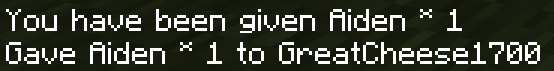 You have been given Aiden * 1
Gave Aiden * 1 to GreatCheese1700